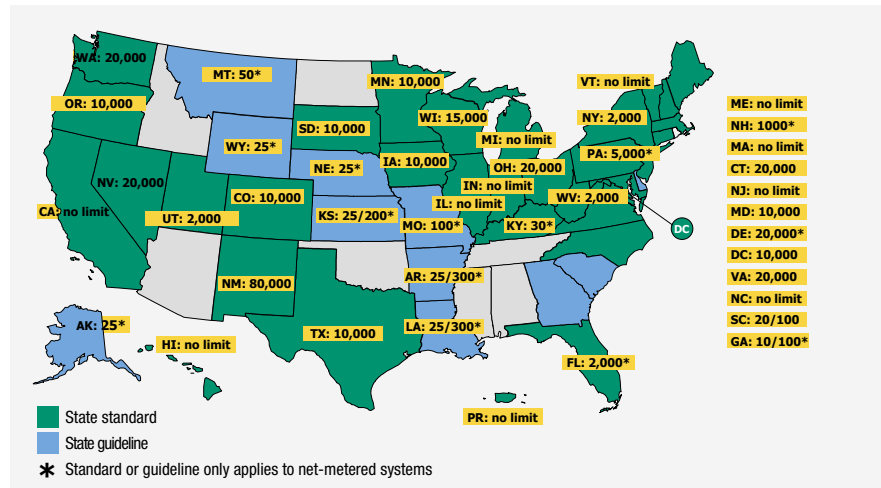 WA: 20,000
MT: 50*
MN: 10,000
VT: no limit
OR: 10,000
ME: no limit
WI: 15,000
NY: 2,000
NH: 1000*
SD: 10,000
MI: no limit
MA: no limit
WY: 25*
NE: 25*
IA: 10,000
OH: 20,000
PA: 5,000*
CT: 20,000
NV: 20,000
IN: no limit
NJ: no limit
CO: 10,000
IL: no limit
WV: 2,000
MD: 10,000
CA: no limit
UT: 2,000
KS: 25/200*
MO: 100*
KY: 30*
DC
DE: 20,000*
DC: 10,000
NM: 80,000
AR: 25/300*
VA: 20,000
NC: no limit
AK: 25*
TX: 10,000
LA: 25/300*
SC: 20/100
HI: no limit
GA: 10/100*
FL: 2,000*
PR: no limit
State standard
State guideline
* Standard or guideline only applies to net-metered systems